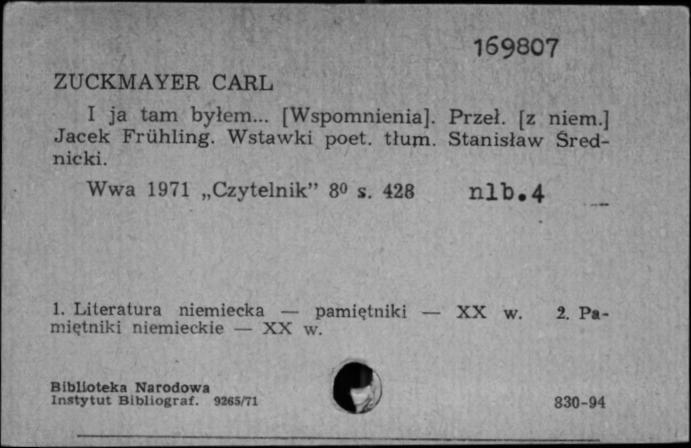 169807
ZUCKMAYER CARL
I ja tam byłem... [Wspomnienia]. Przeł. [z niem.]
Jacek Frühling. Wstawki poet. tłum. Stanisław Śred-
nicki.
Wwa 1971 „Czytelnik” 8⁰ s. 428 nlb.4
1. Literatura niemiecka — pamiętniki — XX w. 2. Pa-
miętniki niemieckie — XX w.
Biblioteka Narodowa
Instytut Bibliograf. 9265/71
830-94